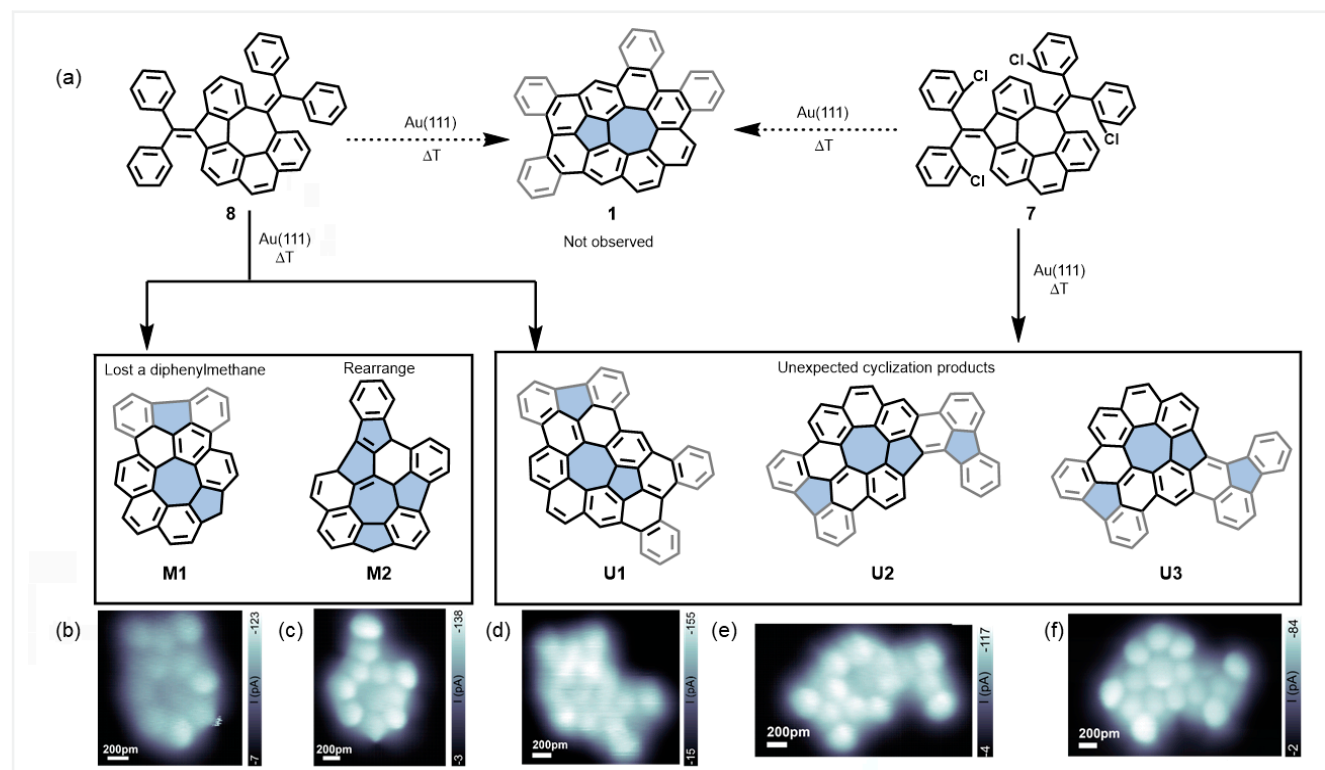 (a)
Cl
Cl
Cl
Cl
Au(111)
ΔT
Au(111)
ΔT
8
1
7
Not observed
Au(111)
ΔT
Au(111)
ΔT
Lost a diphenylmethane
Rearrange
Unexpected cyclization products
M1
M2
U1
U2
U3
(b)
-123
I (pA)
-7
200pm
(c)
-138
I (pA)
-3
200pm
(d)
-155
I (pA)
-15
200pm
(e)
-117
I (pA)
-4
200pm
(f)
-84
I (pA)
-2
200pm